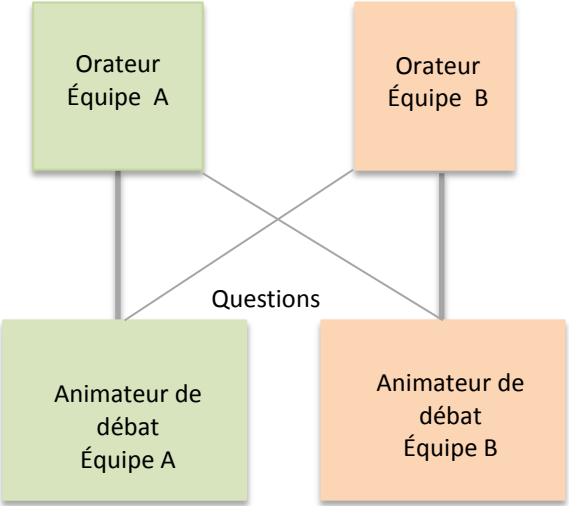 Orateur
Équipe A
Orateur
Équipe B
Questions
Animateur de
débat
Équipe A
Animateur de
débat
Équipe B